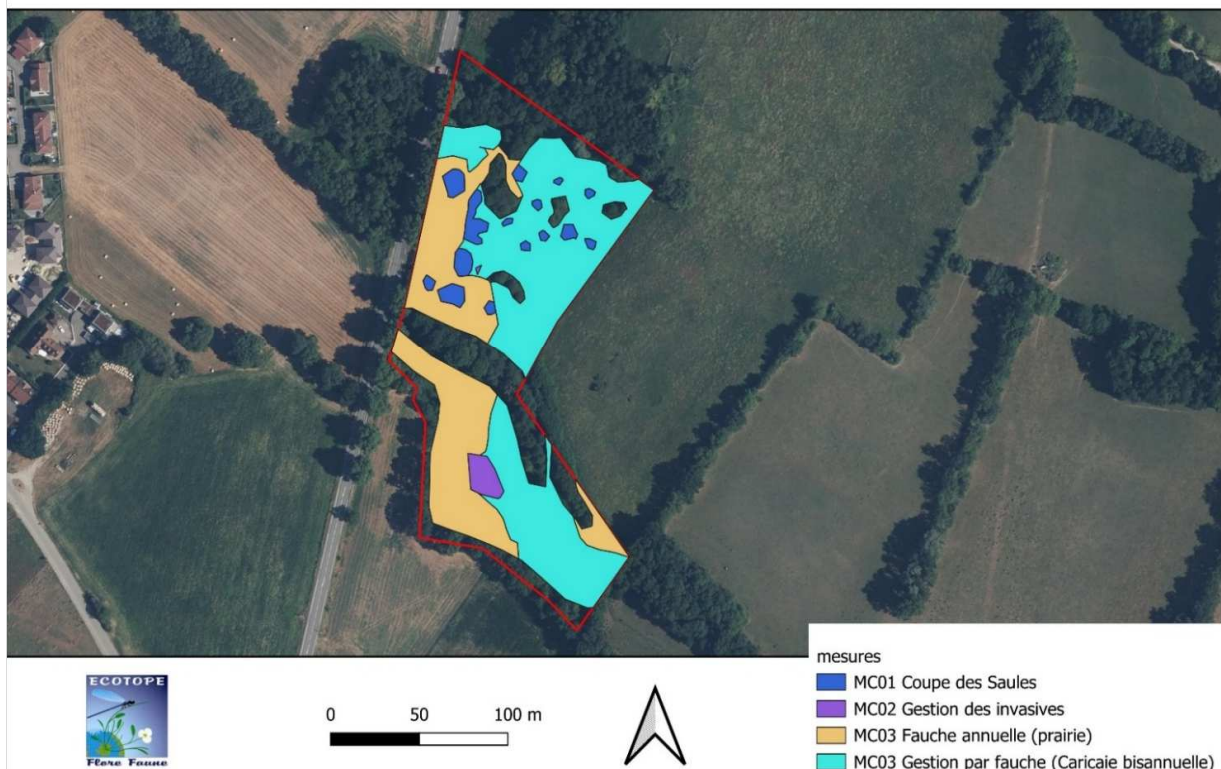 mesures
MC01 Coupe des Saules
MC02 Gestion des invasives
MC03 Fauche annuelle (prairie)
MC03 Gestion par fauche (Caricaie bisannuelle)
ECOTOPE
Flore Faune
0 50 100 m